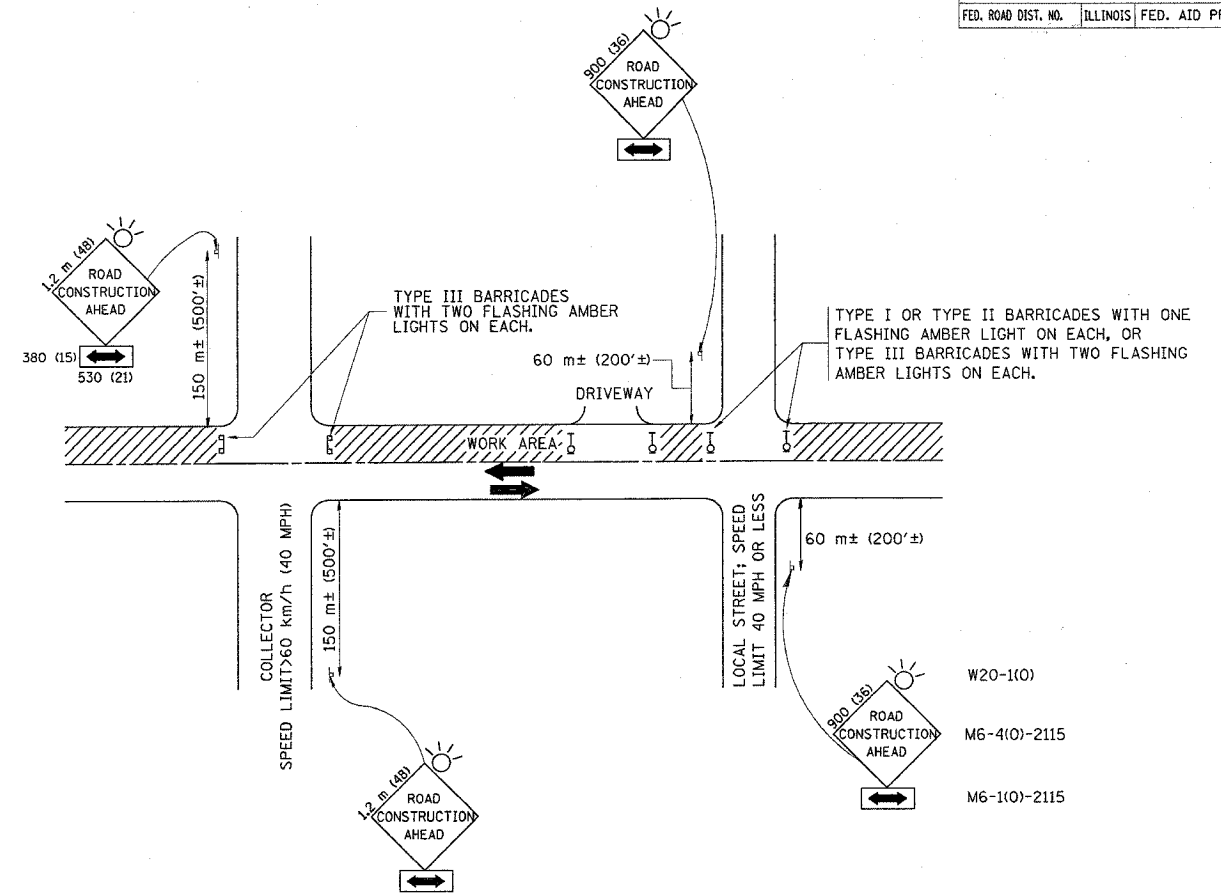 FED. ROAD DIST. NO. ILLINOIS FED. AID PR
900 (36)
ROAD
CONSTRUCTION
AHEAD
1.2 m (48)
ROAD
CONSTRUCTION
AHEAD
380 (15)
530 (21)
150 m± (500'±)
TYPE III BARRICADES
WITH TWO FLASHING AMBER
LIGHTS ON EACH.
60 m± (200'±)
DRIVEWAY
TYPE I OR TYPE II BARRICADES WITH ONE
FLASHING AMBER LIGHT ON EACH, OR
TYPE III BARRICADES WITH TWO FLASHING
AMBER LIGHTS ON EACH.
WORK AREA
COLLECTOR
SPEED LIMIT>60 km/h (40 MPH)
150 m± (500'±)
LOCAL STREET; SPEED
LIMIT 40 MPH OR LESS
60 m± (200'±)
1.2 m (48)
ROAD
CONSTRUCTION
AHEAD
900 (36)
ROAD
CONSTRUCTION
AHEAD
W20-1(O)
M6-4(O)-2115
M6-1(O)-2115